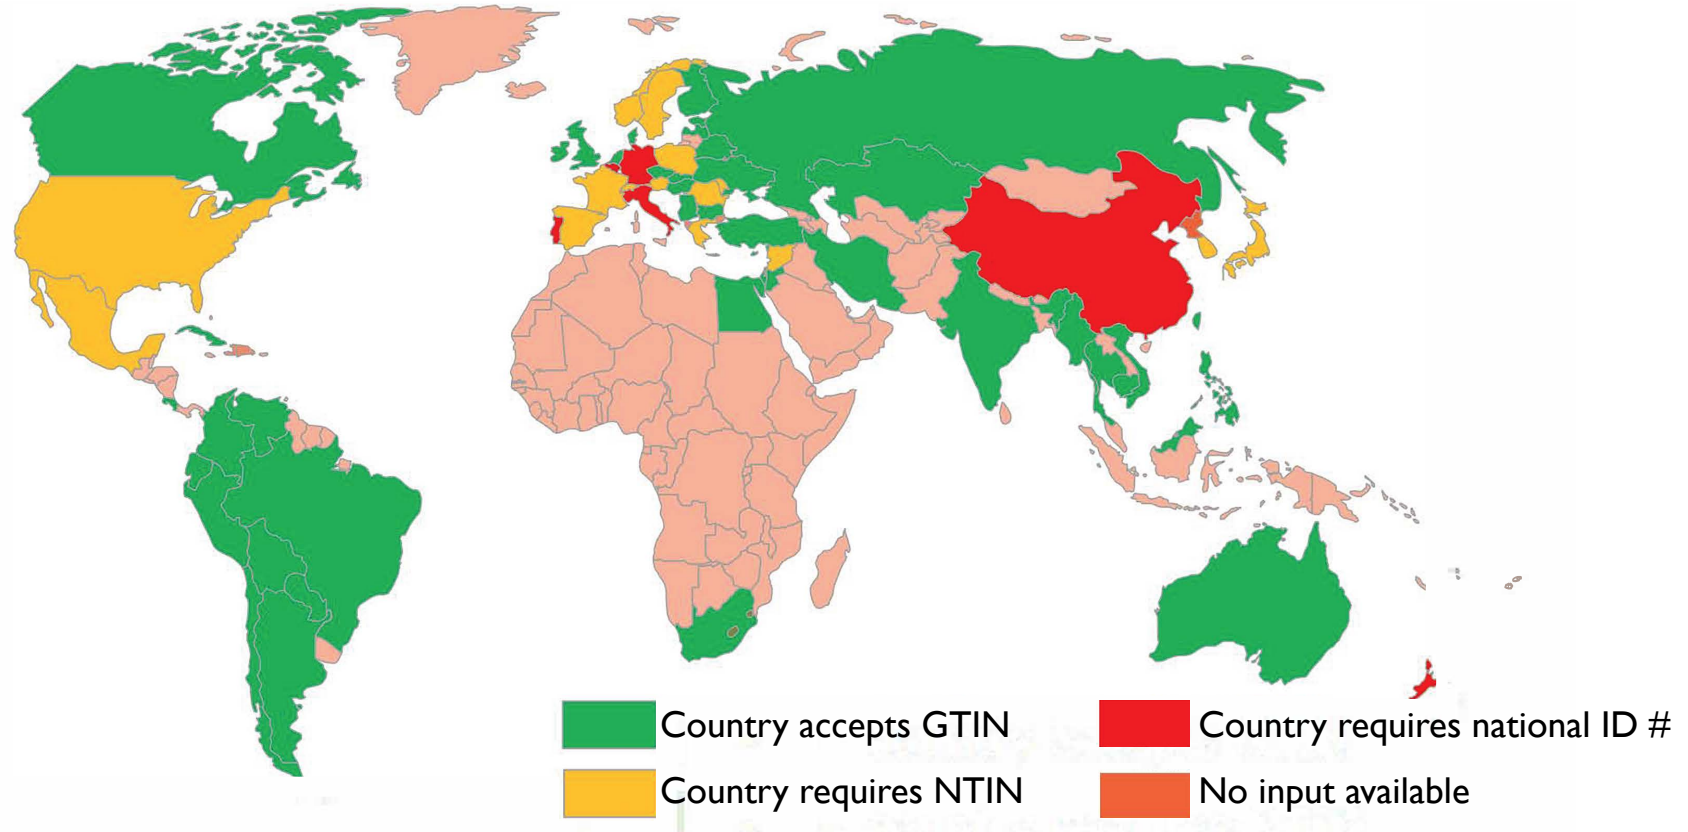 Country accepts GTIN
Country requires national ID #
Country requires NTIN
No input available